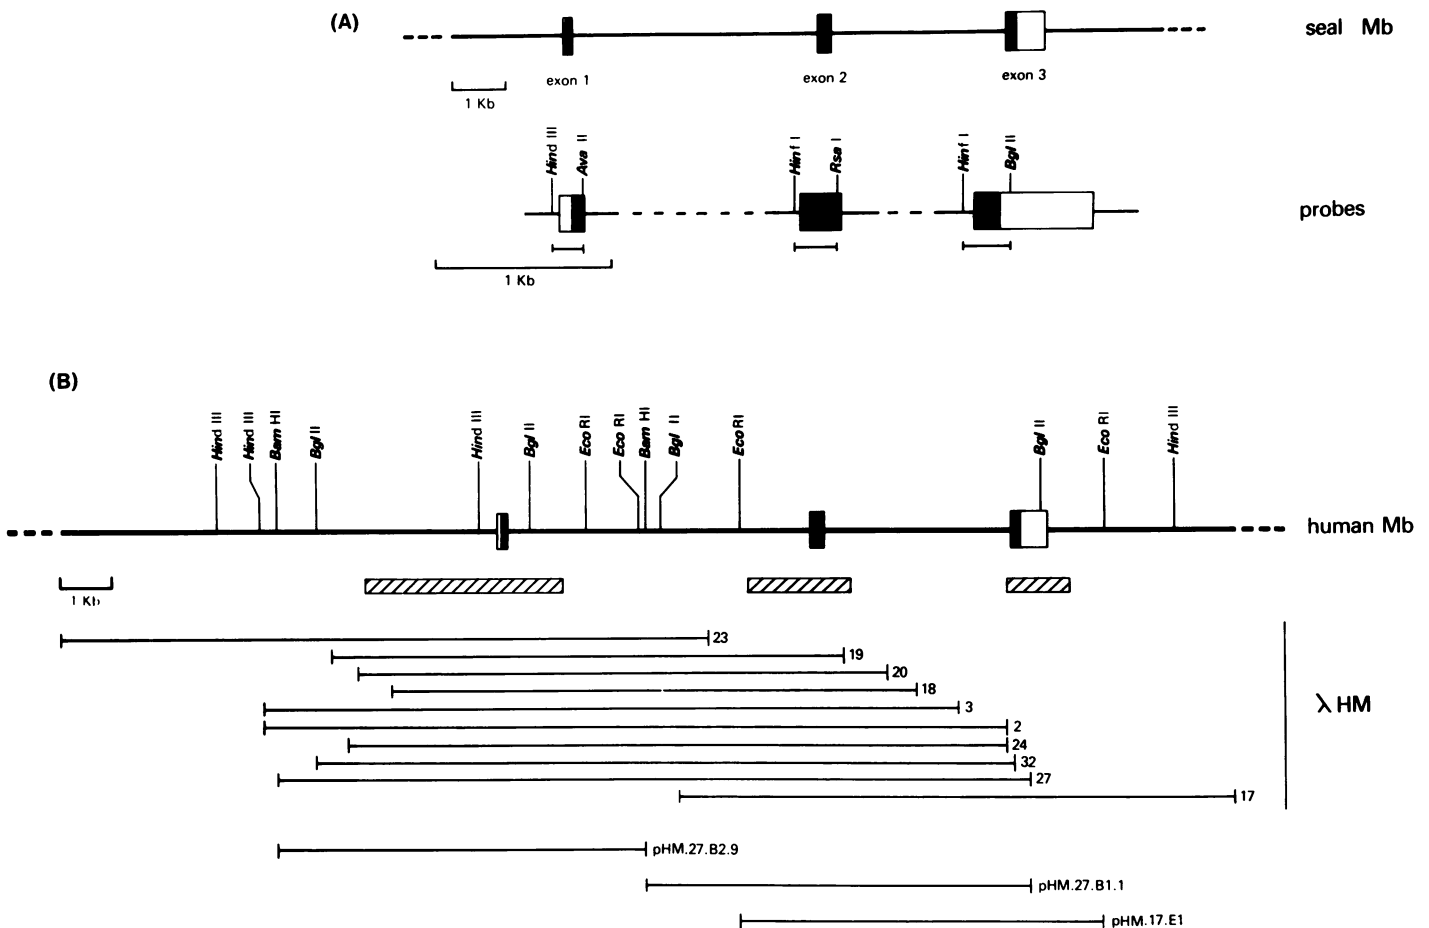 (A)
seal Mb
exon 1
exon 2
exon 3
1 Kb
Hind III
Ava II
Hinf I
Rsa I
Hinf I
Bgl II
probes
1 Kb
(B)
Hind III
Hind III
Bam HI
Bgl II
Hind III
Bgl II
Eco RI
Eco RI
Bam HI
Bgl II
Eco RI
Bgl II
Eco RI
Hind III
human Mb
1 Kb
23
19
20
18
3
2
24
32
27
17
λ HM
pHM.27.B2.9
pHM.27.B1.1
pHM.17.E1